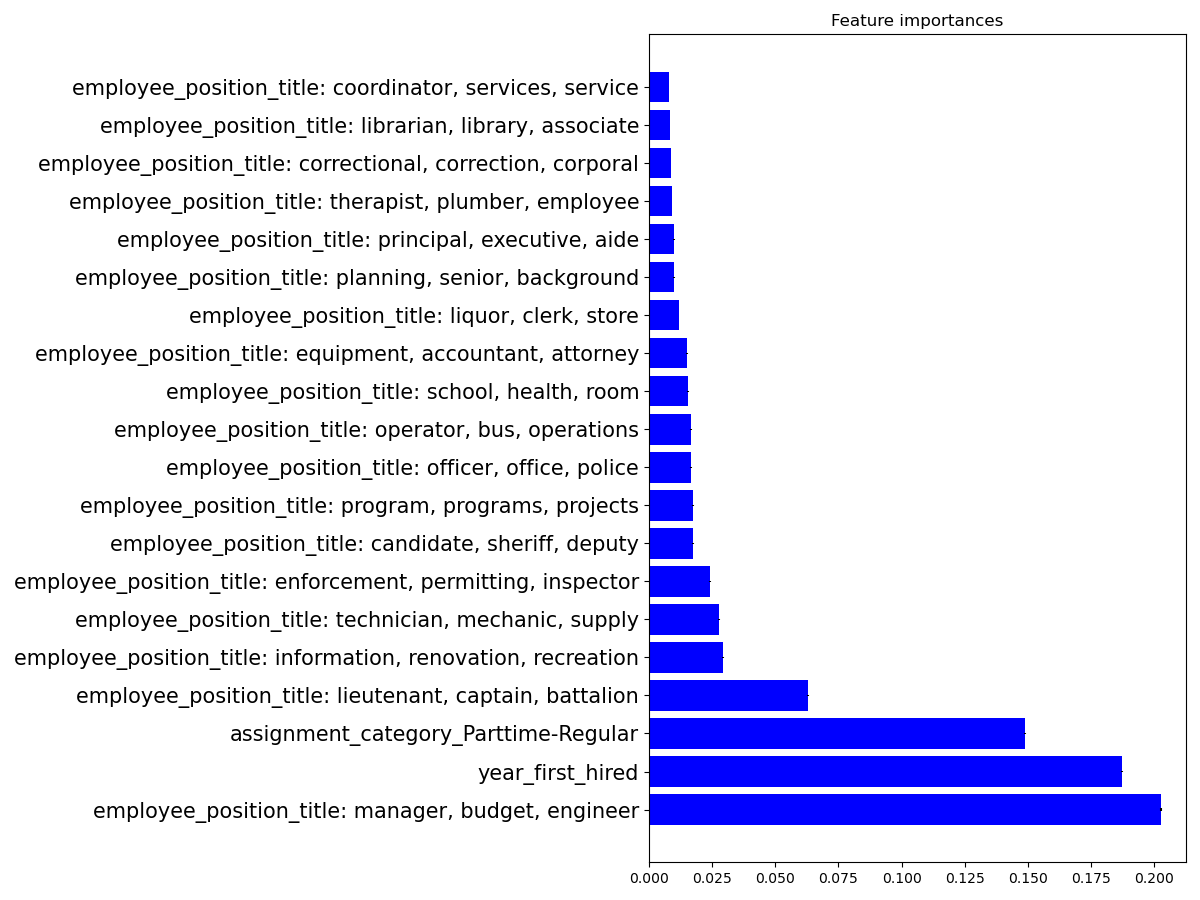 Feature importances
employee_position_title: coordinator, services, service
employee_position_title: librarian, library, associate
employee_position_title: correctional, correction, corporal
employee_position_title: therapist, plumber, employee
employee_position_title: principal, executive, aide
employee_position_title: planning, senior, background
employee_position_title: liquor, clerk, store
employee_position_title: equipment, accountant, attorney
employee_position_title: school, health, room
employee_position_title: operator, bus, operations
employee_position_title: officer, office, police
employee_position_title: program, programs, projects
employee_position_title: candidate, sheriff, deputy
employee_position_title: enforcement, permitting, inspector
employee_position_title: technician, mechanic, supply
employee_position_title: information, renovation, recreation
employee_position_title: lieutenant, captain, battalion
assignment_category_Parttime-Regular
year_first_hired
employee_position_title: manager, budget, engineer
0.000 0.025 0.050 0.075 0.100 0.125 0.150 0.175 0.200